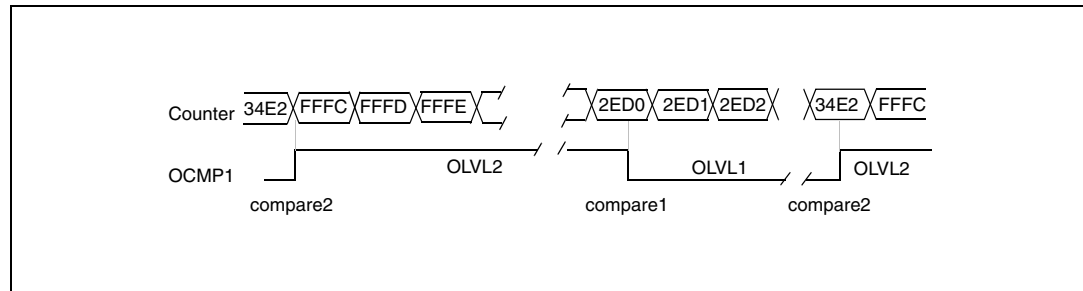 Counter 34E2 FFFC FFFD FFFE 2ED0 2ED1 2ED2 34E2 FFFC
OCMP1 OLVL2 OLVL1 OLVL2
compare2 compare1 compare2